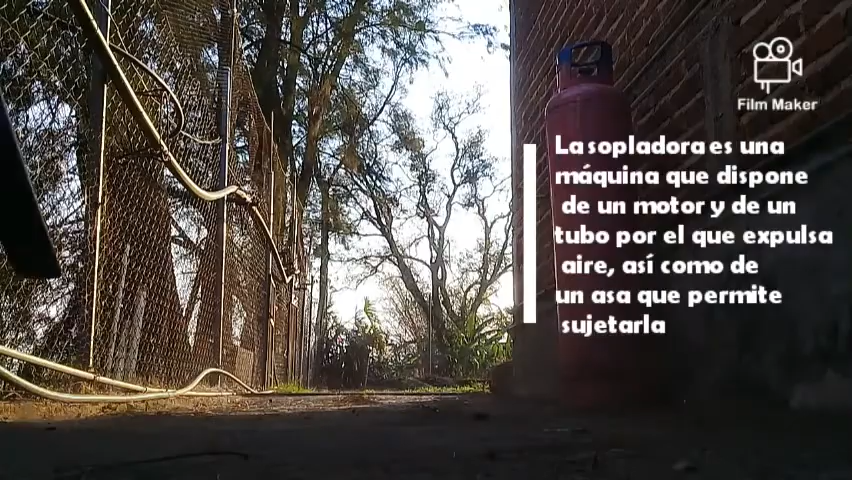 Film Maker
La sopladora es una
máquina que dispone
de un motor y de un
tubo por el que expulsa
aire, así como de
un asa que permite
sujetarla